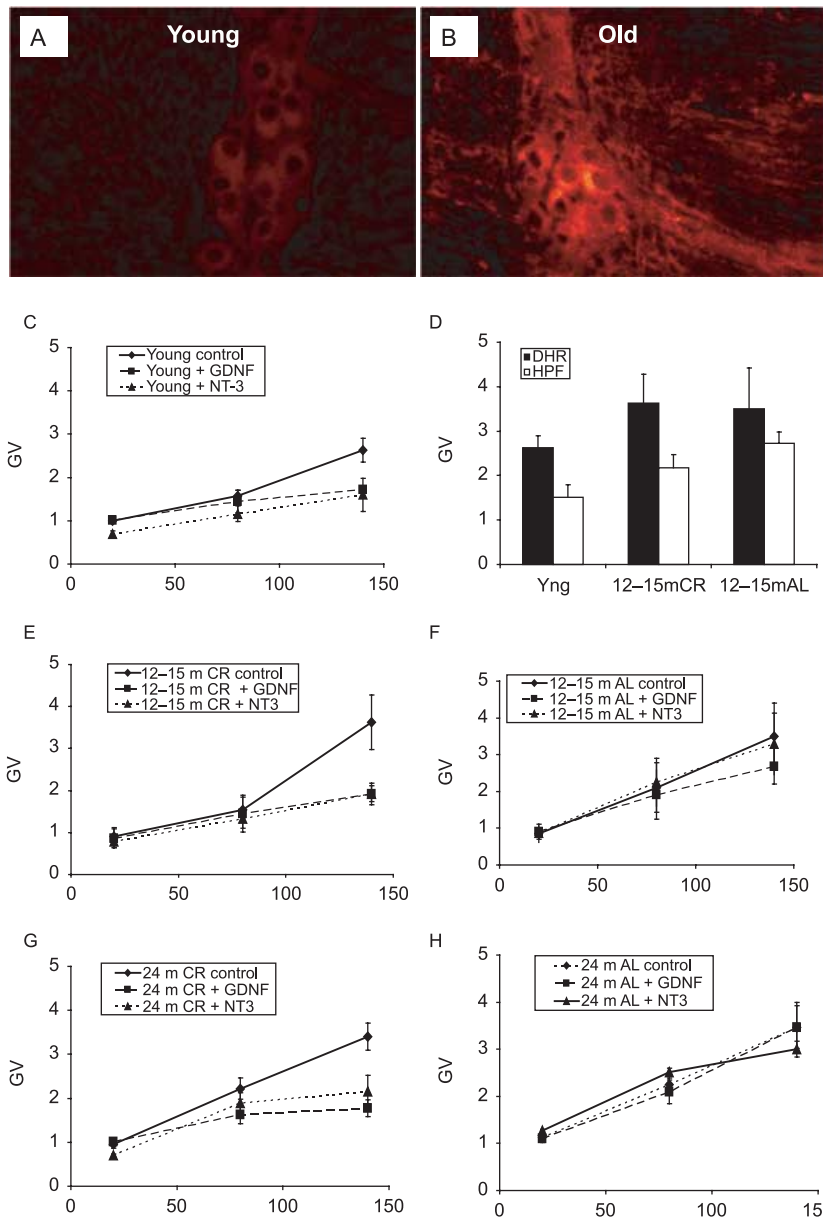 A
Young
B
Old
C
5
4
3
2
1
0
GV
Young control
Young + GDNF
Young + NT-3
0 50 100 150
D
5
4
3
2
1
0
DHR
HPF
Yng 12–15mCR 12–15mAL
E
5
4
3
2
1
0
GV
12–15 m CR control
12–15 m CR + GDNF
12–15 m CR + NT3
0 50 100 150
F
5
4
3
2
1
0
12–15 m AL control
12–15 m AL + GDNF
12–15 m AL + NT3
0 50 100 150
G
5
4
3
2
1
0
GV
24 m CR control
24 m CR + GDNF
24 m CR + NT3
0 50 100 150
H
5
4
3
2
1
0
GV
24 m AL control
24 m AL + GDNF
24 m AL + NT3
0 50 100 15